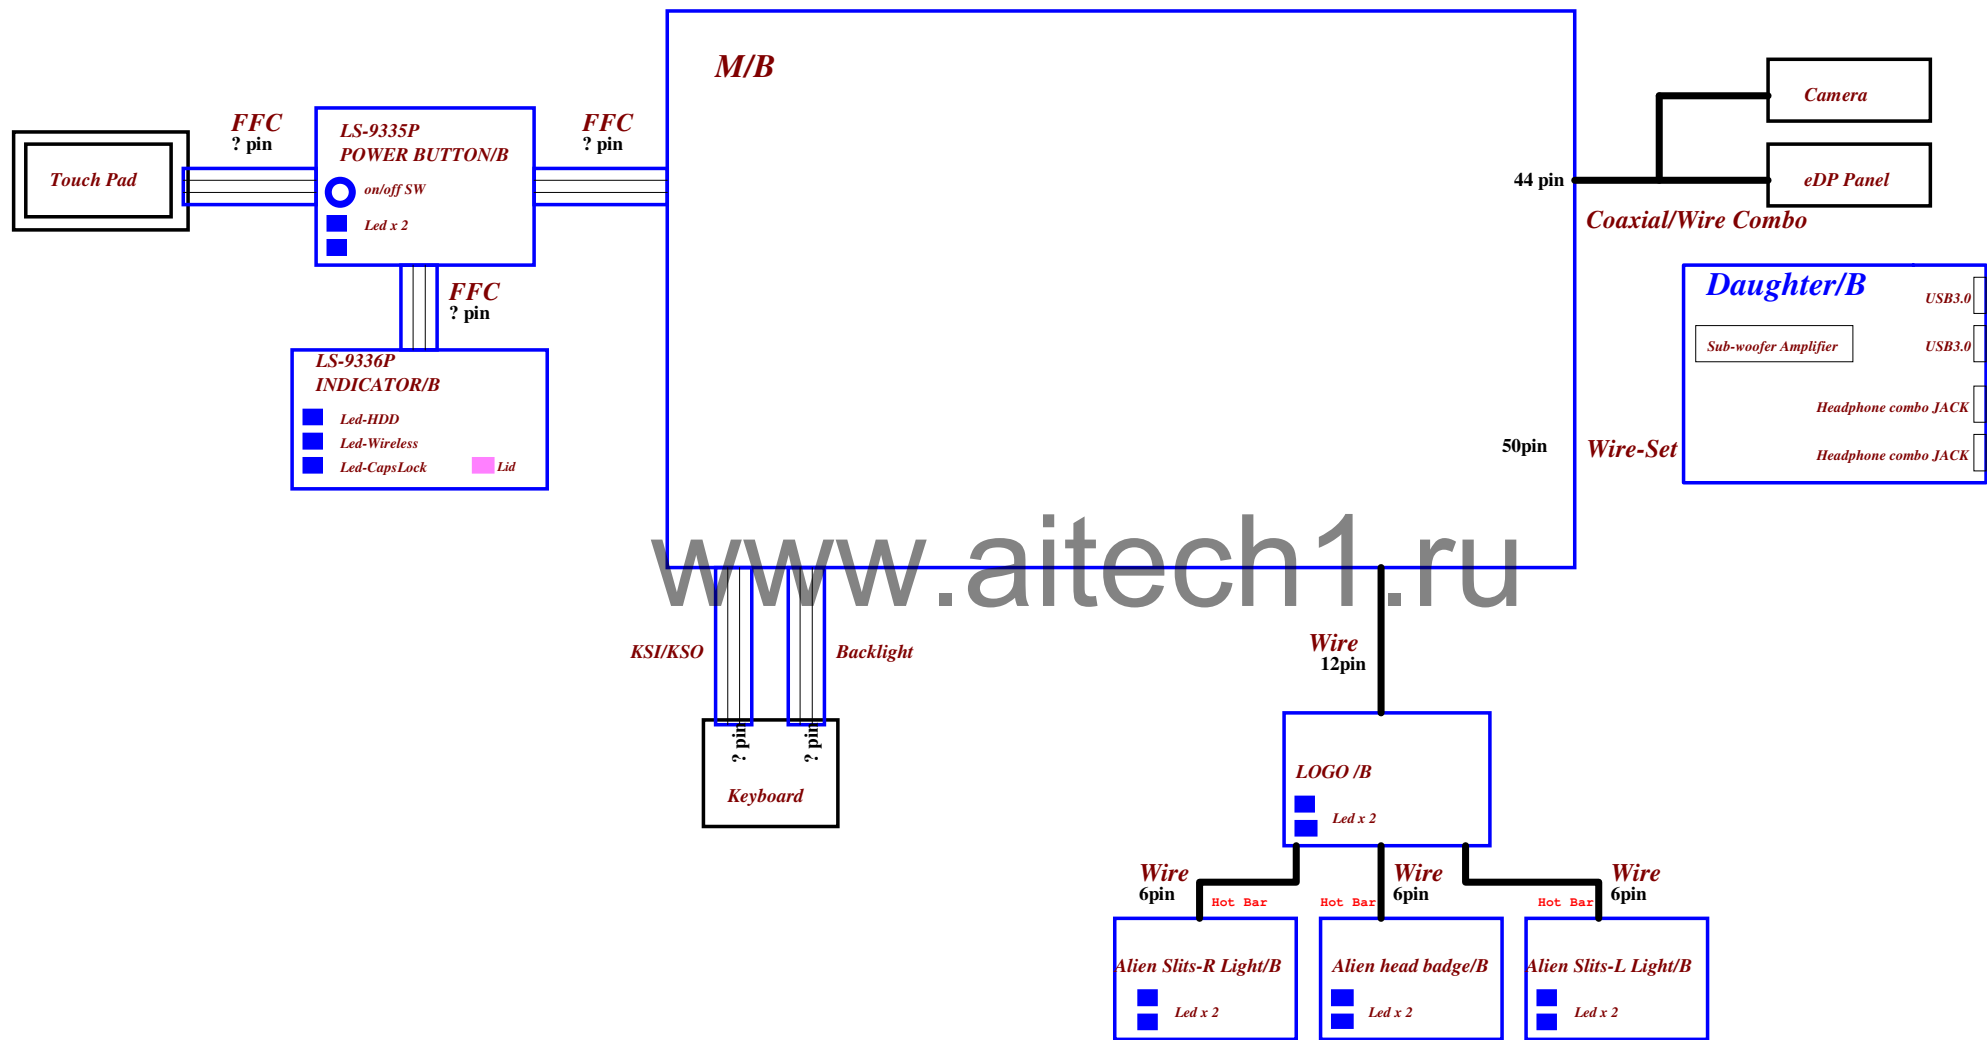 M/B
Camera
FFC
? pin
LS-9335P
POWER BUTTON/B
FFC
? pin
Touch Pad
on/off SW
Led x 2
44 pin
eDP Panel
Coaxial/Wire Combo
FFC
? pin
Daughter/B
USB3.0
Sub-woofer Amplifier
USB3.0
LS-9336P
INDICATOR/B
Led-HDD
Led-Wireless
Led-CapsLock
Lid
Headphone combo JACK
50pin
Wire-Set
Headphone combo JACK
www.aitech1.ru
KSI/KSO
Backlight
Wire
12pin
? pin
? pin
Keyboard
LOGO /B
Led x 2
Wire
6pin
Hot Bar
Wire
6pin
Hot Bar
Wire
6pin
Hot Bar
Alien Slits-R Light/B
Led x 2
Alien head badge/B
Led x 2
Alien Slits-L Light/B
Led x 2